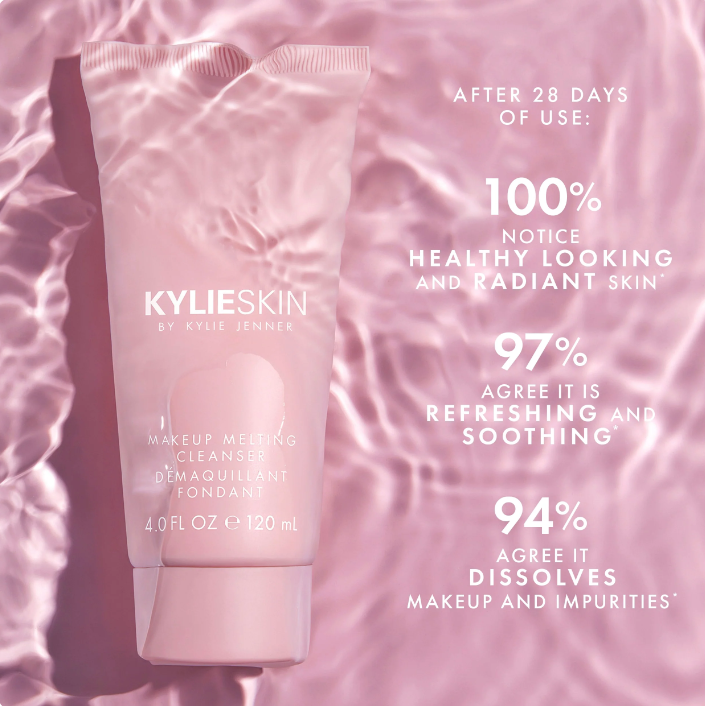 KYLIESKIN
BY KYLIE JENNER
MAKEUP MELTING
CLEANSER
DÉMAQUILLANT
FONDANT
4.0 FL OZ ℮ 120 mL
AFTER 28 DAYS
OF USE:
100%
NOTICE
HEALTHY LOOKING
AND RADIANT SKIN*
97%
AGREE IT IS
REFRESHING AND
SOOTHING*
94%
AGREE IT
DISSOLVES
MAKEUP AND IMPURITIES*